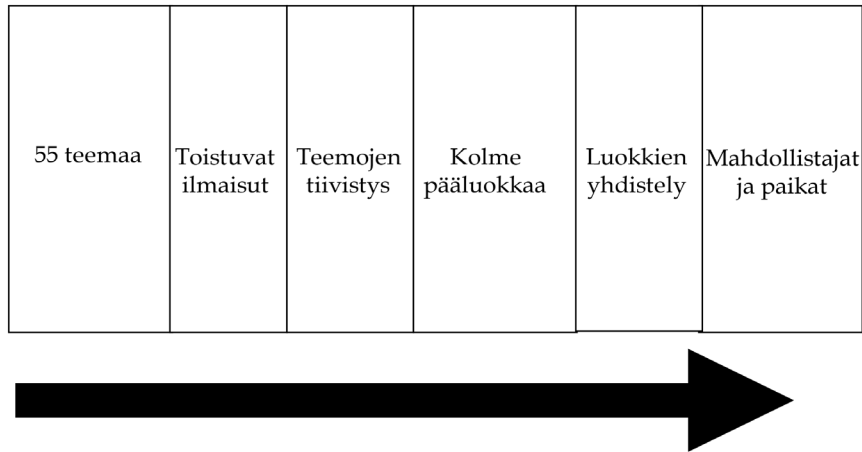 55 teemaa
Toistuvat
ilmaisut
Teemojen
tiivistys
Kolme
pääluokkaa
Luokkien
yhdistely
Mahdollistajat
ja paikat